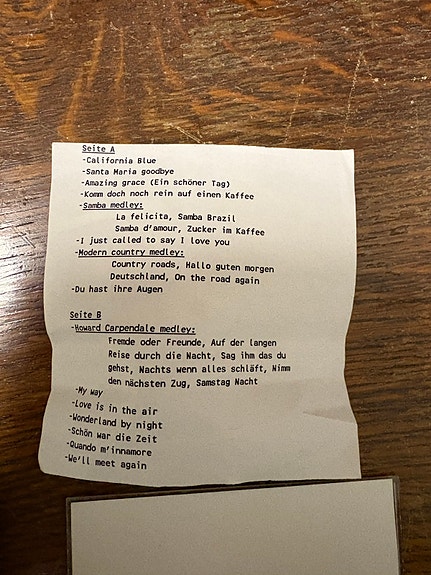 Seite A
-California Blue
-Santa Maria goodbye
-Amazing grace (Ein schöner Tag)
-Komm doch noch rein auf einen Kaffee
-Samba medley:
La felicita, Samba Brazil
Samba d'amour, Zucker im Kaffee
-I just called to say I love you
-Modern country medley:
Country roads, Hallo guten morgen
Deutschland, On the road again
-Du hast ihre Augen
Seite B
-Howard Carpendale medley:
Fremde oder Freunde, Auf der langen
Reise durch die Nacht, Sag ihm das du
gehst, Nachts wenn alles schläft, Nimm
den nächsten Zug, Samstag Nacht
-My way
-Love is in the air
-Wonderland by night
-Schön war die Zeit
-Quando m'innamore
-We'll meet again